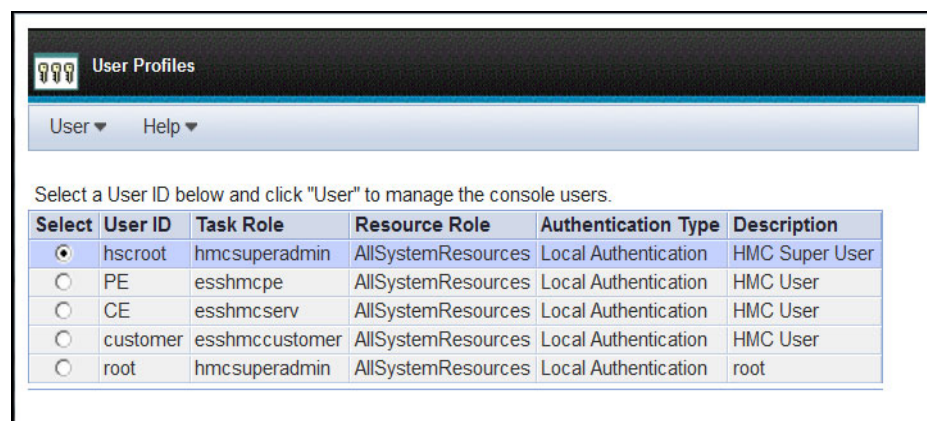 User Profiles
User Help
Select a User ID below and click "User" to manage the console users.
Select User ID Task Role Resource Role Authentication Type Description
hscroot hmcsuperadmin AllSystemResources Local Authentication HMC Super User
PE esshmcpe AllSystemResources Local Authentication HMC User
CE esshmcserv AllSystemResources Local Authentication HMC User
customer esshmccustomer AllSystemResources Local Authentication HMC User
root hmcsuperadmin AllSystemResources Local Authentication root